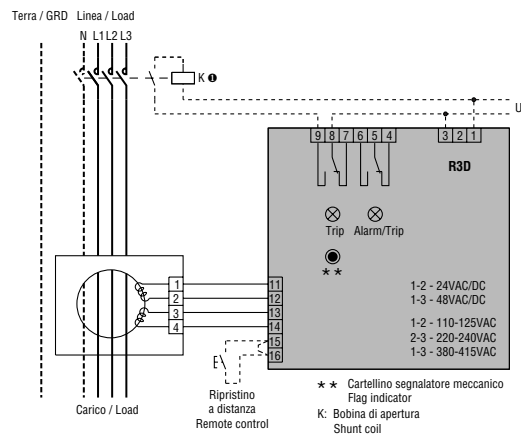 Terra / GRD Linea / Load
N L1 L2 L3
K ❶
U
9 8 7 6 5 4 3 2 1
R3D
Trip Alarm/Trip
* *
1 11
2 12
3 13
4 14
15
16
1-2 - 24VAC/DC
1-3 - 48VAC/DC
1-2 - 110-125VAC
2-3 - 220-240VAC
1-3 - 380-415VAC
Carico / Load
Ripristino
a distanza
Remote control
* * Cartellino segnalatore meccanico
Flag indicator
K: Bobina di apertura
Shunt coil